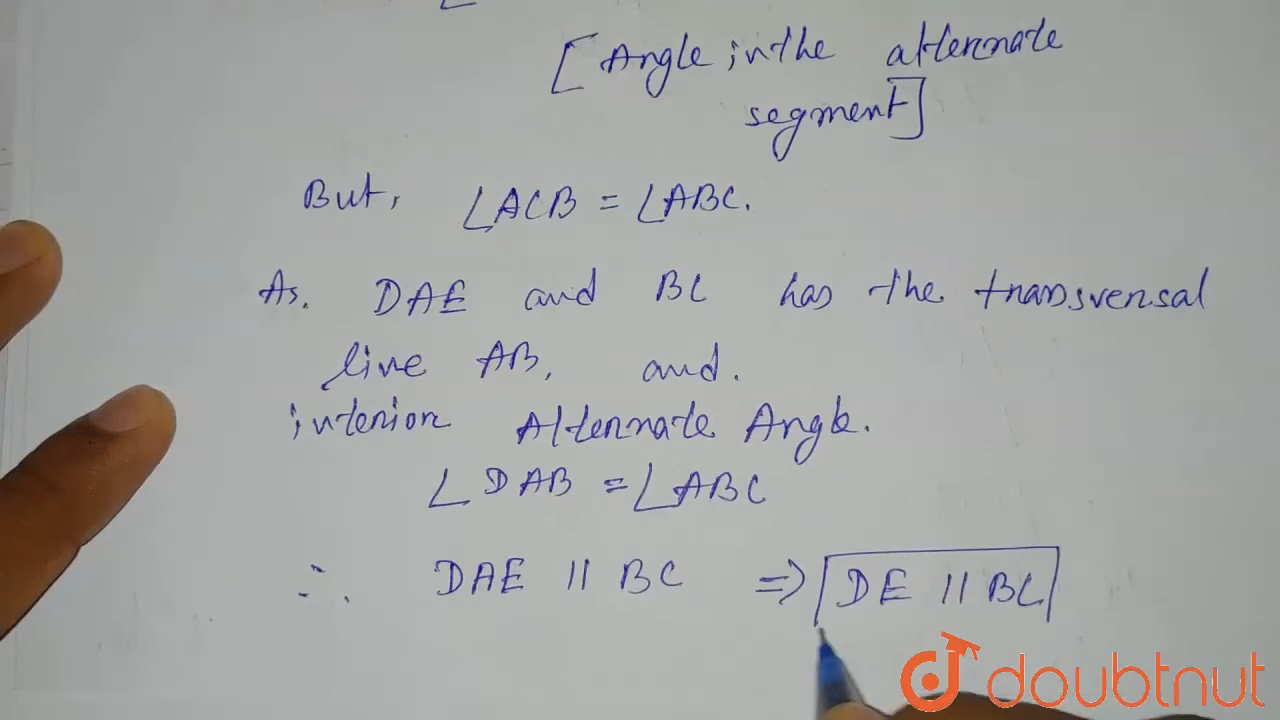 [Angle in the alternate
segment]
But, ∠ACB = ∠ABC.
As. DAE and BC has the transversal
line AB, and.
interior Alternate Angle.
∠DAB = ∠ABC
∴ DAE || BC ⇒ DE || BC
doubtnut